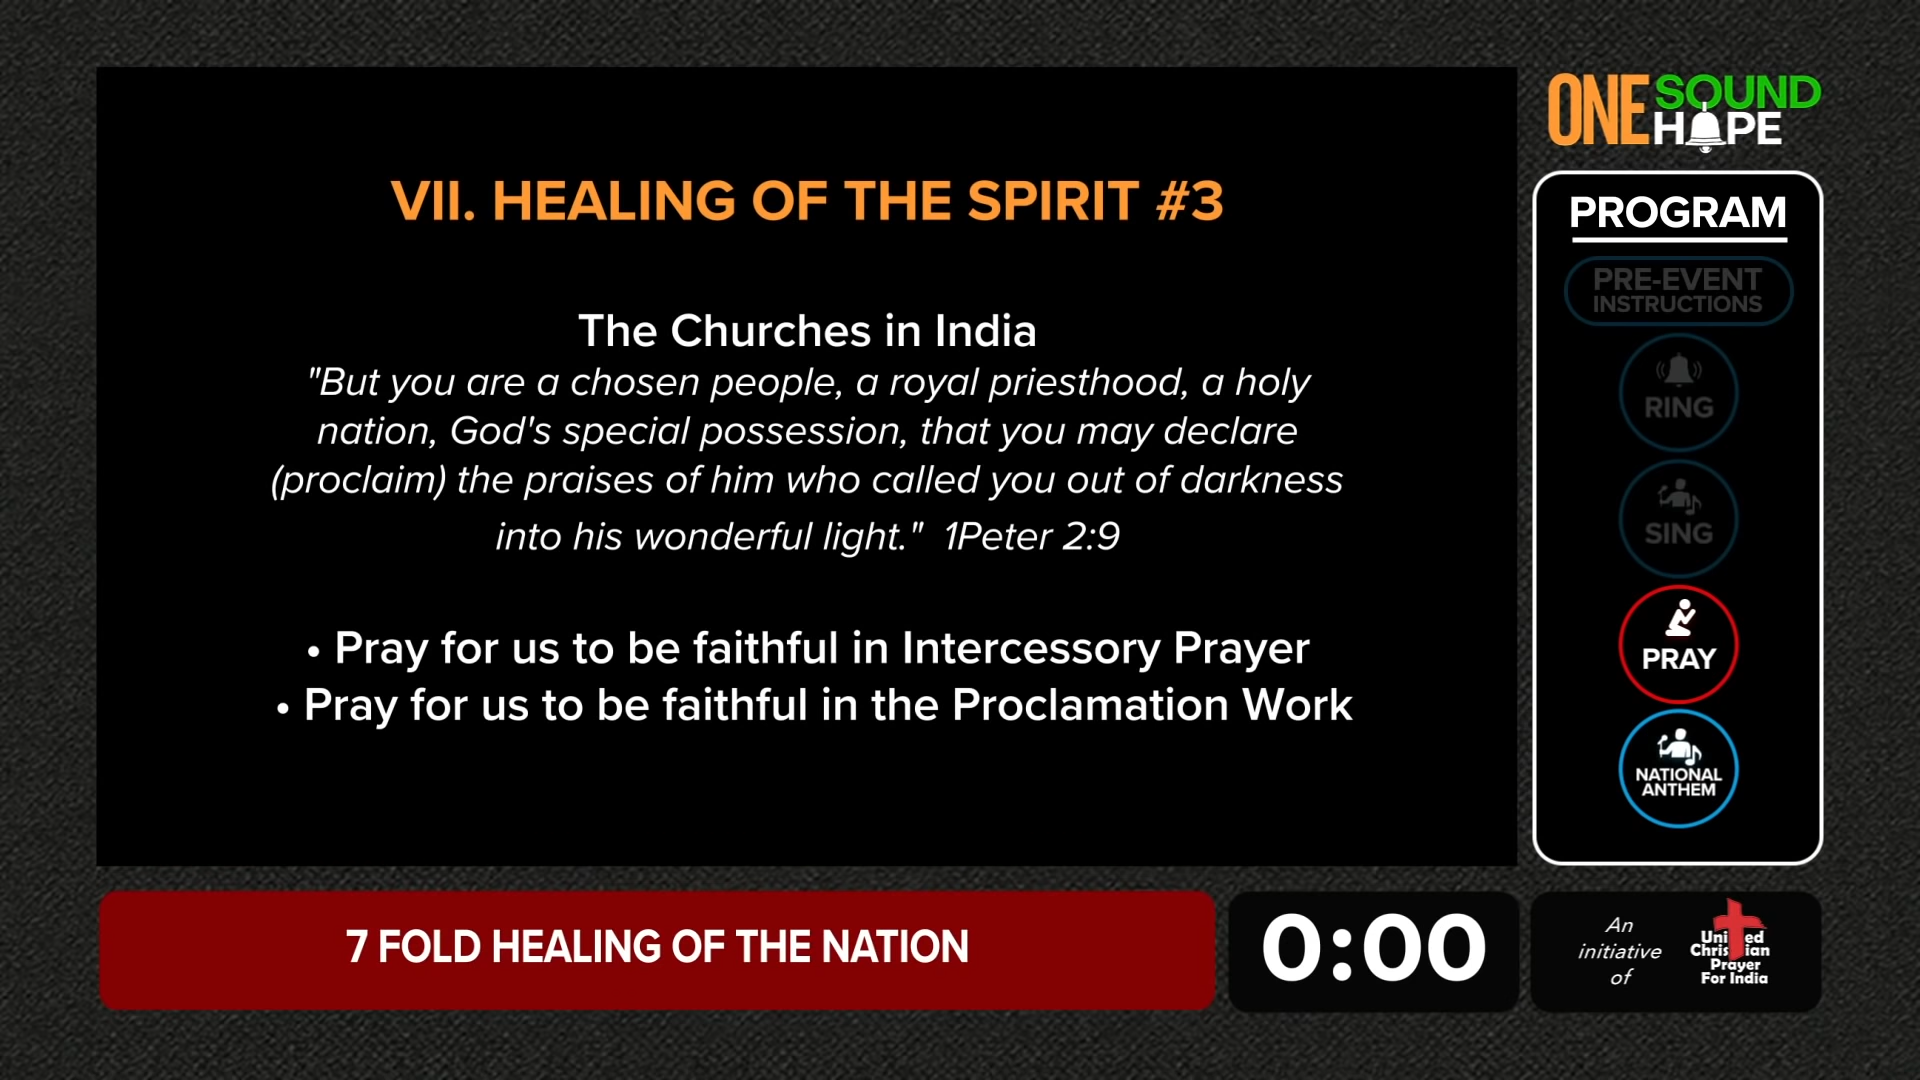 VII. HEALING OF THE SPIRIT #3
The Churches in India
"But you are a chosen people, a royal priesthood, a holy
nation, God's special possession, that you may declare
(proclaim) the praises of him who called you out of darkness
into his wonderful light." 1Peter 2:9
• Pray for us to be faithful in Intercessory Prayer
• Pray for us to be faithful in the Proclamation Work
ONE SOUND
HOPE
PROGRAM
PRE-EVENT
INSTRUCTIONS
RING
SING
PRAY
NATIONAL
ANTHEM
7 FOLD HEALING OF THE NATION
0:00
An
initiative
of
United
Christian
Prayer
For India